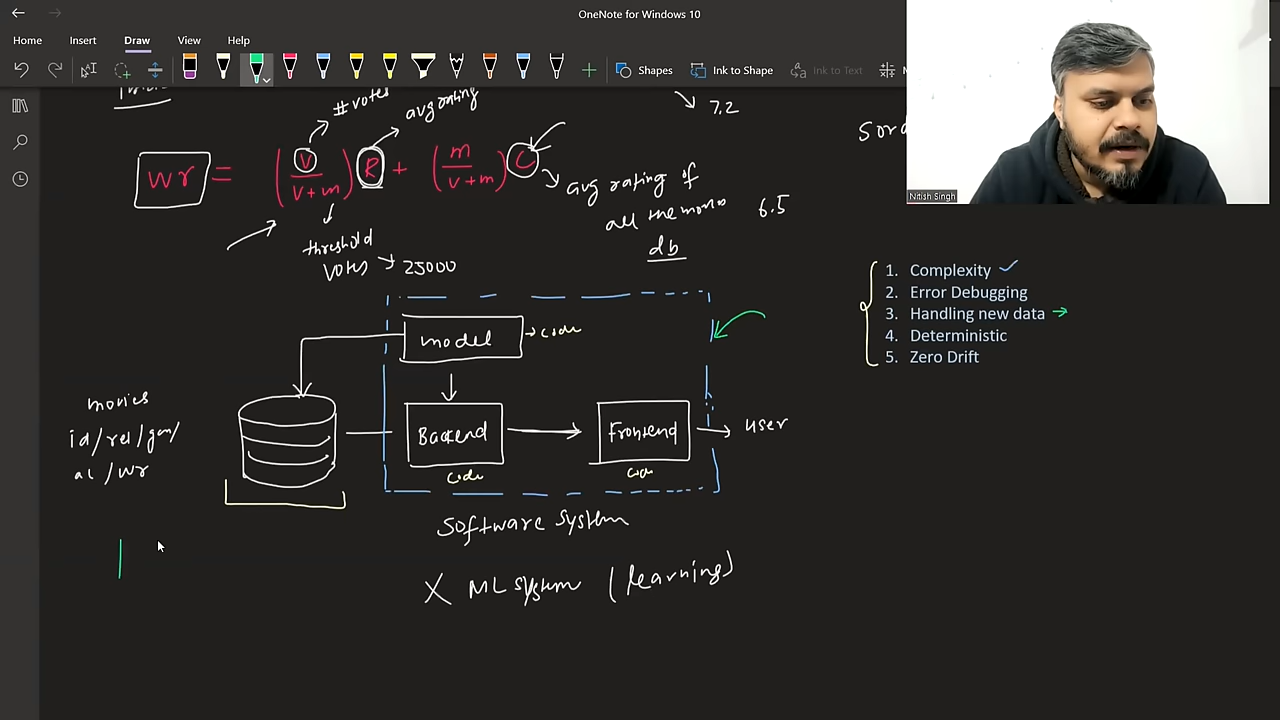 OneNote for Windows 10
Home Insert Draw View Help
Shapes Ink to Shape Ink to Text
#votes
avg rating
7.2
wr = (v/v+m) R + (m/v+m) C
avg rating of
all the movies 6.5
db
threshold
votes → 25000
Nitish Singh
1. Complexity ✓
2. Error Debugging
3. Handling new data →
4. Deterministic
5. Zero Drift
model → code
movies
id/rel/gen/
ac/wr
Backend
code
Frontend
code
user
Software system
X ML system (learning)